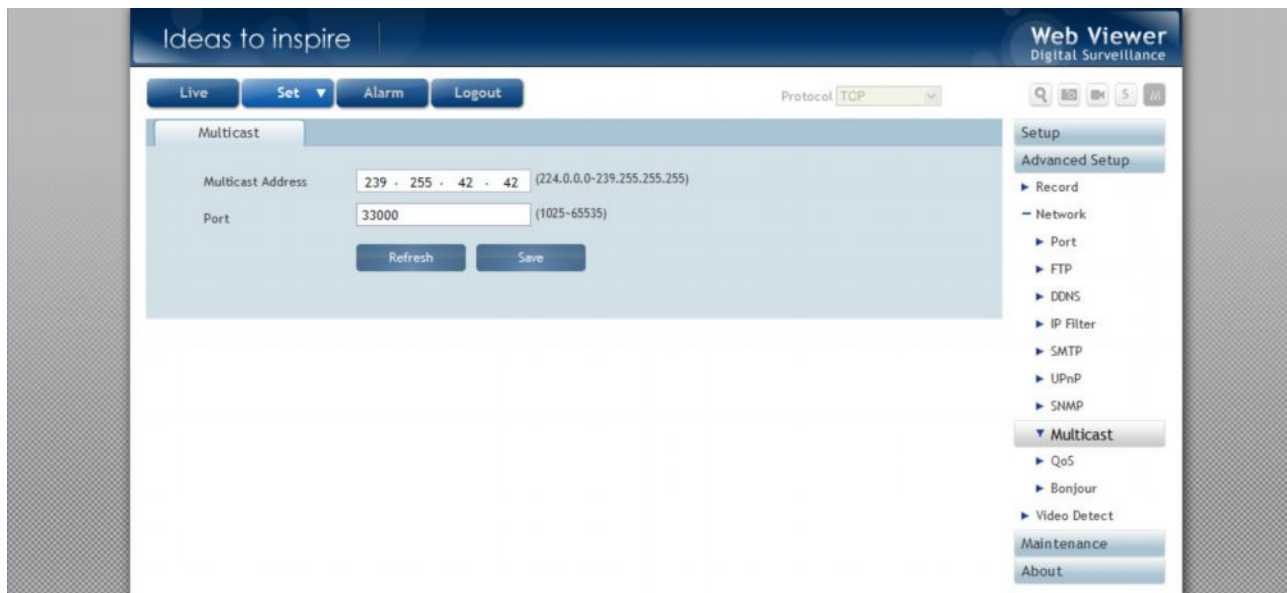 Ideas to inspire
Web Viewer
Digital Surveillance
Live Set Alarm Logout Protocol TCP
S M
Multicast
Multicast Address 239 . 255 . 42 . 42 (224.0.0.0~239.255.255.255)
Port 33000 (1025~65535)
Refresh Save
Setup
Advanced Setup
Record
Network
Port
FTP
DDNS
IP Filter
SMTP
UPnP
SNMP
Multicast
QoS
Bonjour
Video Detect
Maintenance
About